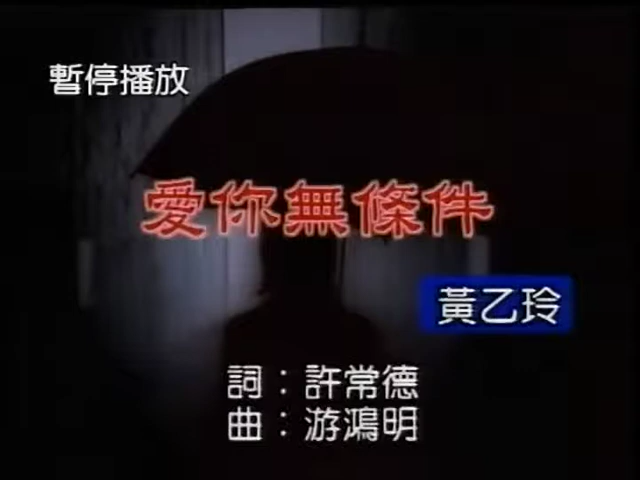 暫停播放
愛你無條件
黃乙玲
詞：許常德
曲：游鴻明